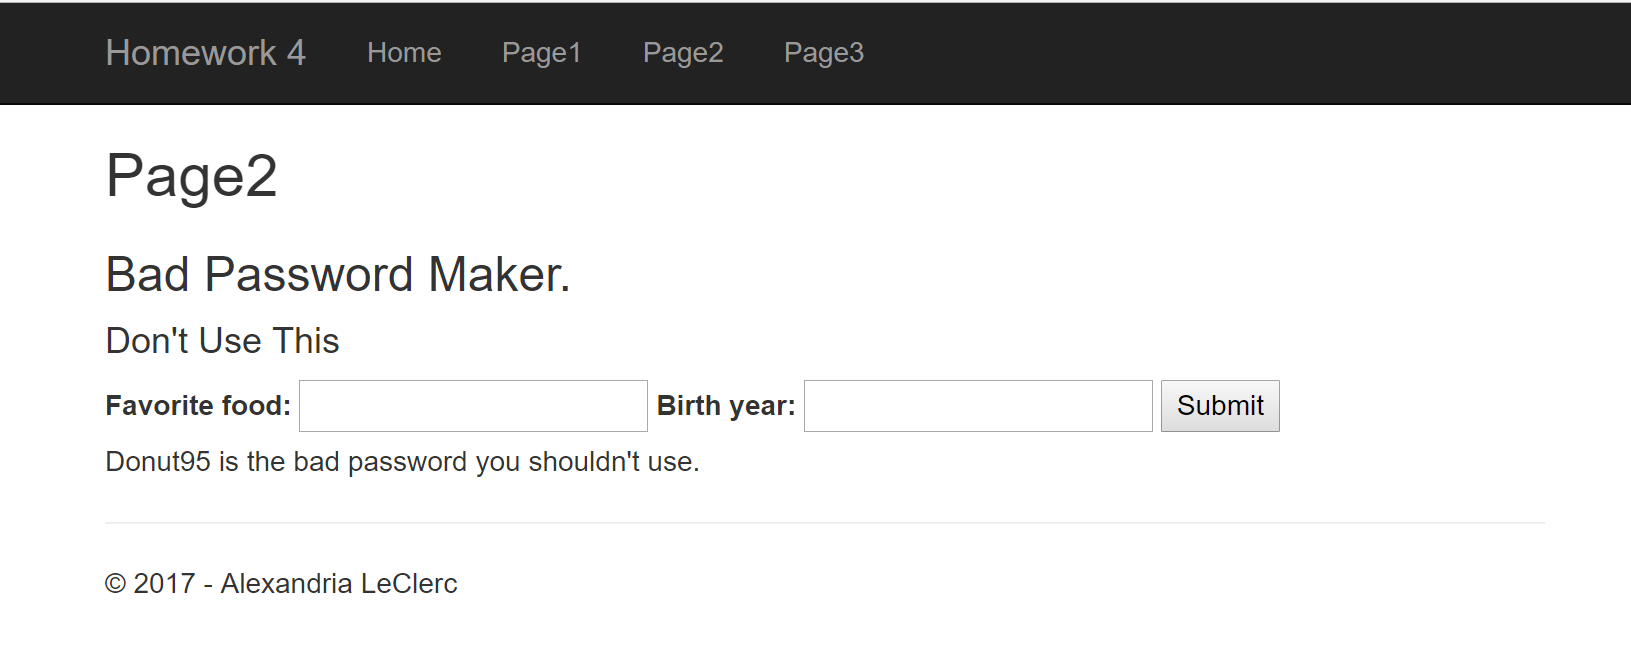 Homework 4 Home Page1 Page2 Page3
Page2
Bad Password Maker.
Don't Use This
Favorite food: Birth year: Submit
Donut95 is the bad password you shouldn't use.
© 2017 - Alexandria LeClerc